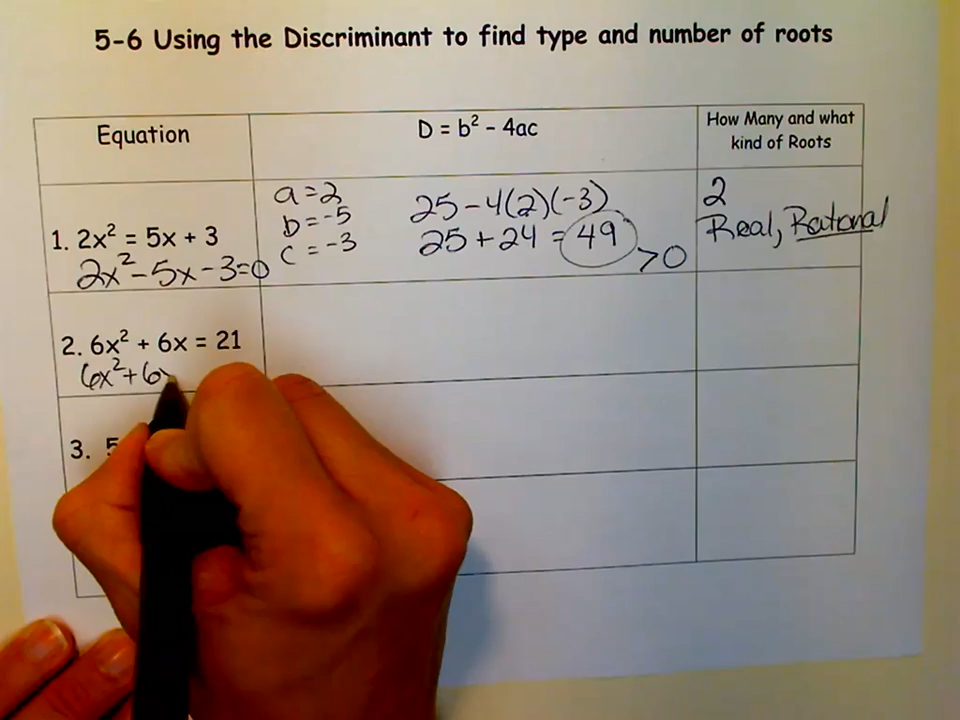 5-6 Using the Discriminant to find type and number of roots
Equation
D = b² - 4ac
How Many and what
kind of Roots
1. 2x² = 5x + 3
2x² - 5x - 3 = 0
a = 2
b = -5
c = -3
25 - 4(2)(-3)
25 + 24 = 49
> 0
2
Real, Rational
2. 6x² + 6x = 21
6x² + 6x
3. 5